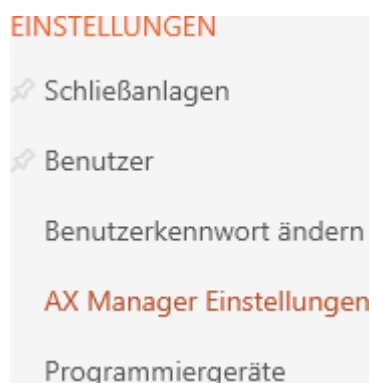 EINSTELLUNGEN
Schließanlagen
Benutzer
Benutzerkennwort ändern
AX Manager Einstellungen
Programmiergeräte